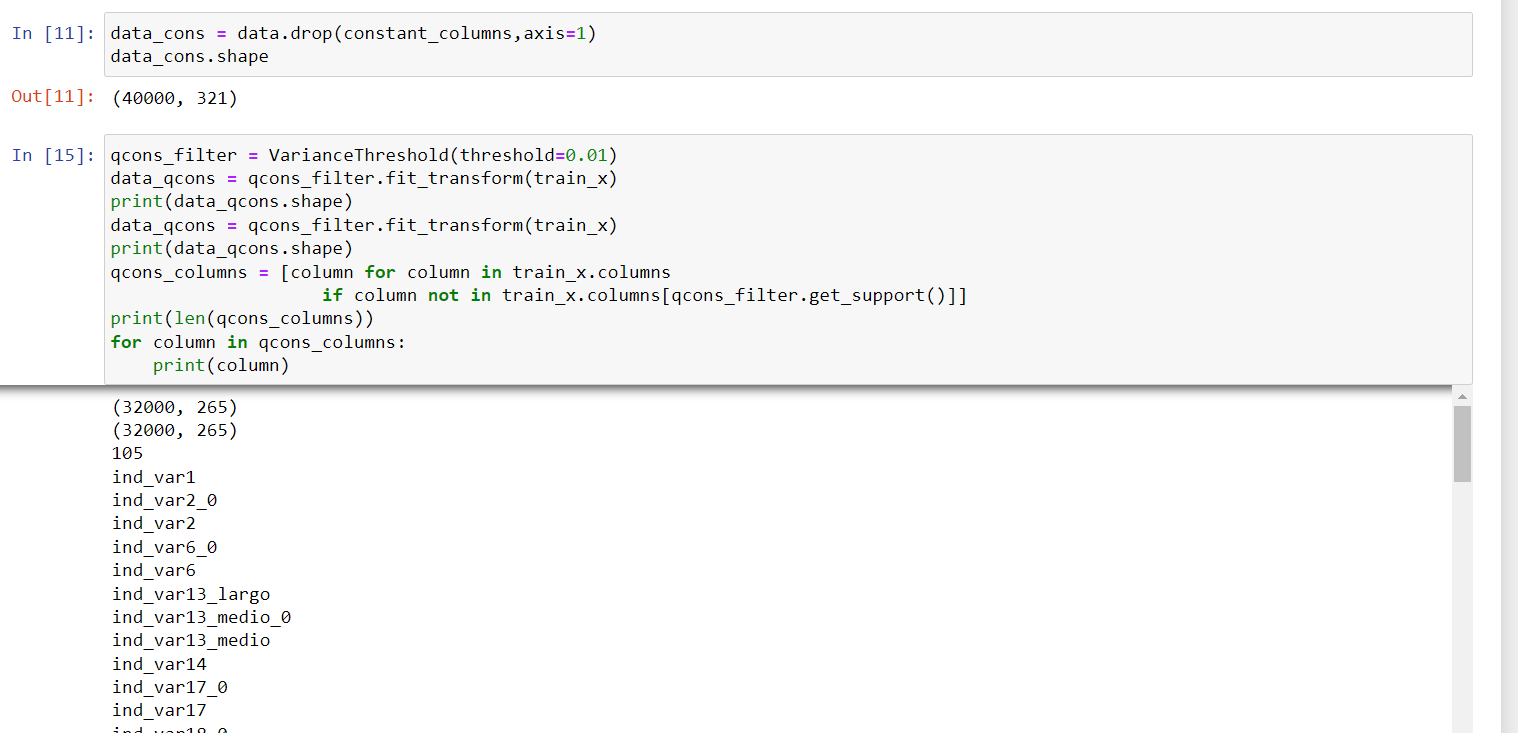 In [11]: data_cons = data.drop(constant_columns,axis=1)
data_cons.shape
Out[11]: (40000, 321)
In [15]: qcons_filter = VarianceThreshold(threshold=0.01)
data_qcons = qcons_filter.fit_transform(train_x)
print(data_qcons.shape)
data_qcons = qcons_filter.fit_transform(train_x)
print(data_qcons.shape)
qcons_columns = [column for column in train_x.columns
                    if column not in train_x.columns[qcons_filter.get_support()]]
print(len(qcons_columns))
for column in qcons_columns:
    print(column)
(32000, 265)
(32000, 265)
105
ind_var1
ind_var2_0
ind_var2
ind_var6_0
ind_var6
ind_var13_largo
ind_var13_medio_0
ind_var13_medio
ind_var14
ind_var17_0
ind_var17
ind_var18_0